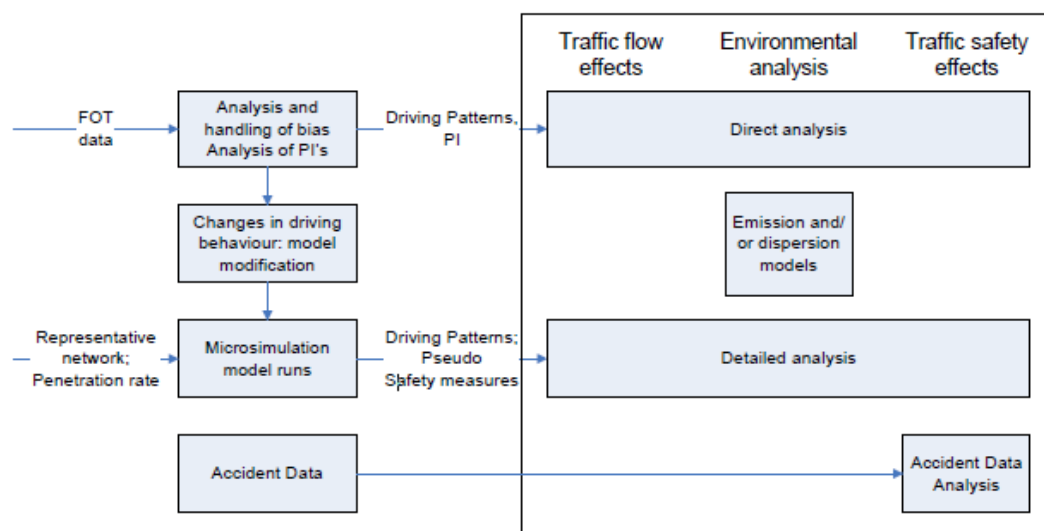 Traffic flow
effects
Environmental
analysis
Traffic safety
effects
FOT
data
Analysis and
handling of bias
Analysis of PI's
Driving Patterns,
PI
Direct analysis
Changes in driving
behaviour: model
modification
Emission and/
or dispersion
models
Representative
network;
Penetration rate
Microsimulation
model runs
Driving Patterns;
Pseudo
Safety measures
Detailed analysis
Accident Data
Accident Data
Analysis